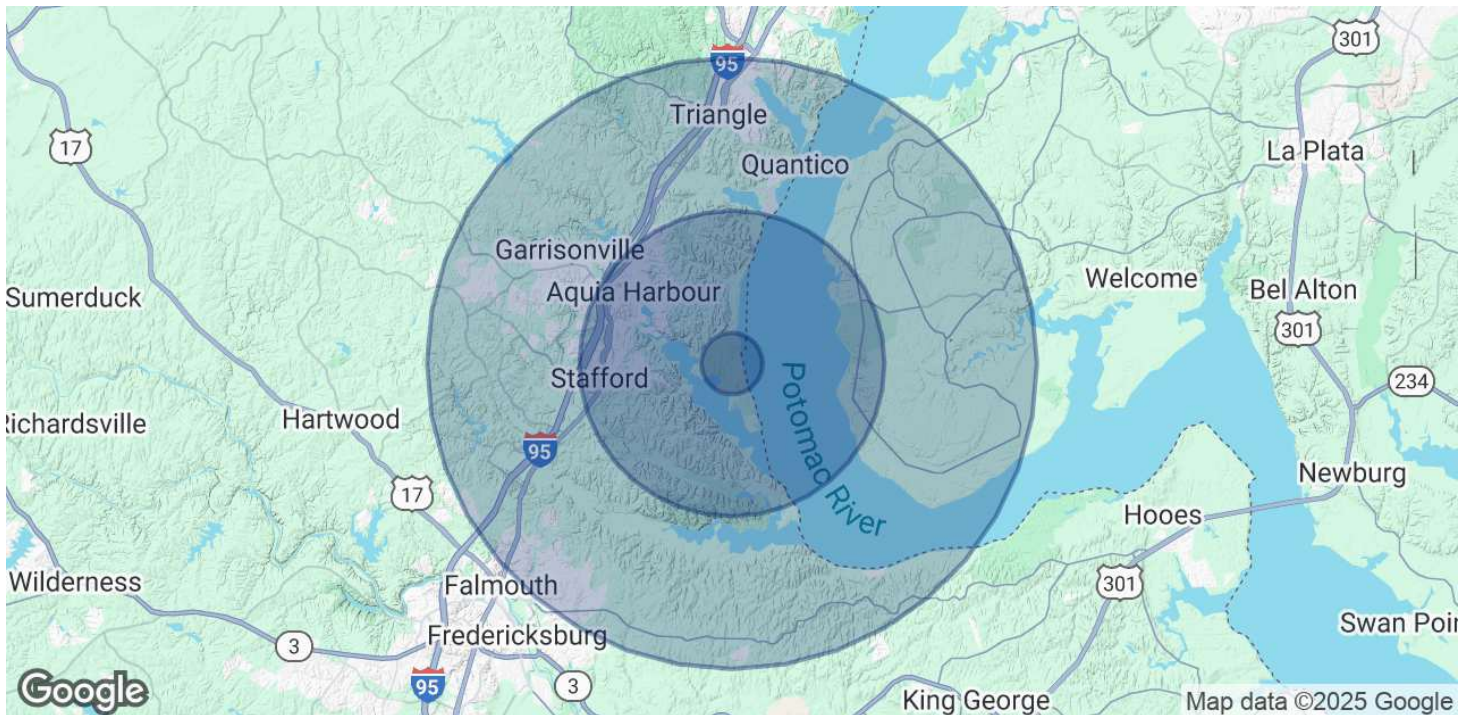 301
95
Triangle
17
La Plata
Quantico
Garrisonville
Welcome
Sumerduck
Aquia Harbour
Bel Alton
301
Stafford
234
Hartwood
Richardsville
Potomac River
95
Newburg
17
Hooes
Wilderness
Falmouth
301
Swan Poin
Fredericksburg
3
95
3
King George
Google
Map data ©2025 Google